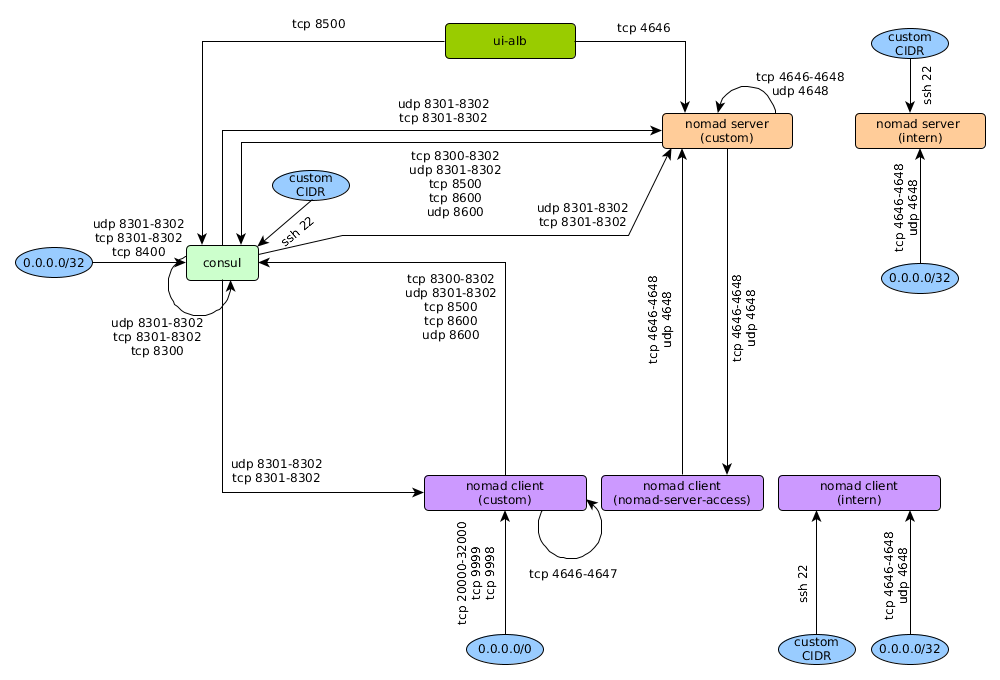 tcp 8500
ui-alb
tcp 4646
custom
CIDR
ssh 22
tcp 4646-4648
udp 4648
udp 8301-8302
tcp 8301-8302
nomad server
(custom)
nomad server
(intern)
tcp 8300-8302
udp 8301-8302
tcp 8500
tcp 8600
udp 8600
custom
CIDR
ssh 22
udp 8301-8302
tcp 8301-8302
tcp 4646-4648
udp 4648
udp 8301-8302
tcp 8301-8302
tcp 8400
0.0.0.0/32
consul
0.0.0.0/32
tcp 8300-8302
udp 8301-8302
tcp 8500
tcp 8600
udp 8600
udp 8301-8302
tcp 8301-8302
tcp 8300
tcp 4646-4648
udp 4648
tcp 4646-4648
udp 4648
udp 8301-8302
tcp 8301-8302
nomad client
(custom)
nomad client
(nomad-server-access)
nomad client
(intern)
tcp 20000-32000
tcp 9999
tcp 9998
tcp 4646-4647
ssh 22
tcp 4646-4648
udp 4648
0.0.0.0/0
custom
CIDR
0.0.0.0/32